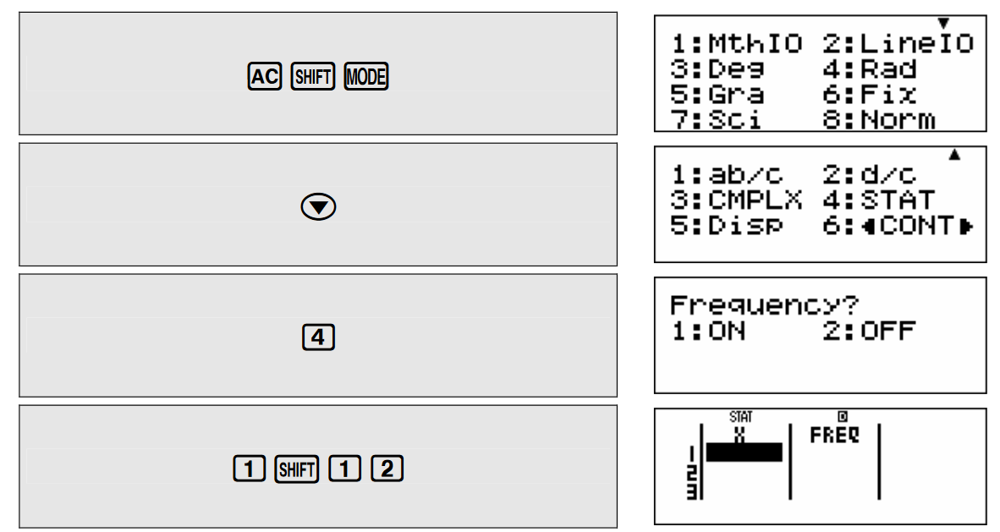 AC SHIFT MODE
1:MthIO 2:LineIO
3:Deg 4:Rad
5:Gra 6:Fix
7:Sci 8:Norm
▼
1:ab/c 2:d/c
3:CMPLX 4:STAT
5:Disp 6:◀CONT▶
4
Frequency?
1:ON 2:OFF
1 SHIFT 1 2
STAT D
X FREQ
1
2
3